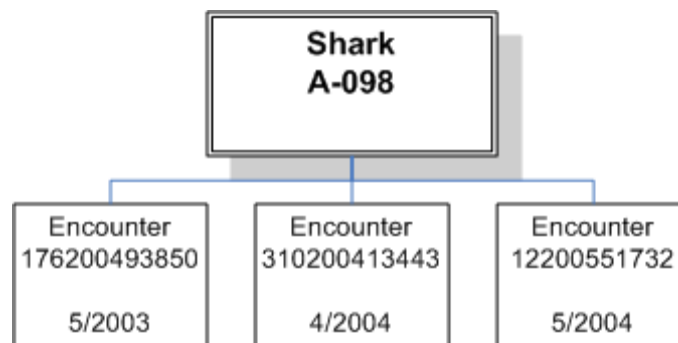 Shark
A-098
Encounter
176200493850
5/2003
Encounter
310200413443
4/2004
Encounter
12200551732
5/2004